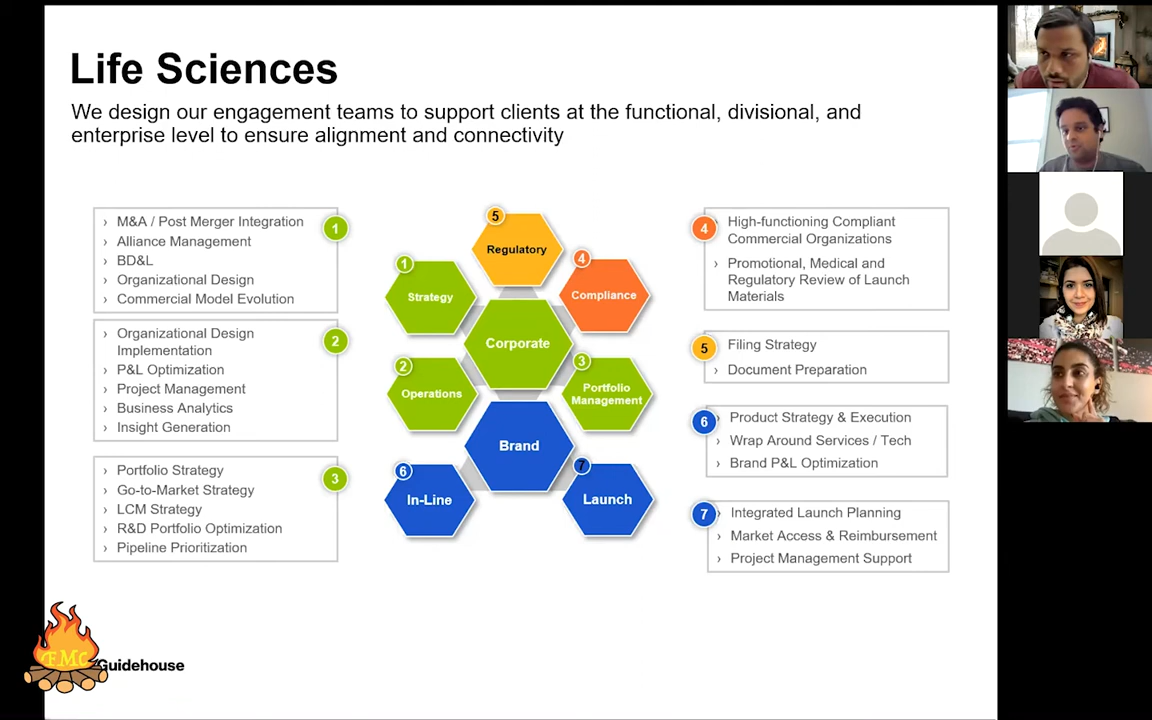 Life Sciences
We design our engagement teams to support clients at the functional, divisional, and
enterprise level to ensure alignment and connectivity
› M&A / Post Merger Integration
› Alliance Management
› BD&L
› Organizational Design
› Commercial Model Evolution
1
› Organizational Design
Implementation
› P&L Optimization
› Project Management
› Business Analytics
› Insight Generation
2
› Portfolio Strategy
› Go-to-Market Strategy
› LCM Strategy
› R&D Portfolio Optimization
› Pipeline Prioritization
3
5
Regulatory
1
Strategy
4
Compliance
Corporate
2
Operations
3
Portfolio
Management
Brand
6
In-Line
7
Launch
4
› High-functioning Compliant
Commercial Organizations
› Promotional, Medical and
Regulatory Review of Launch
Materials
5
› Filing Strategy
› Document Preparation
6
› Product Strategy & Execution
› Wrap Around Services / Tech
› Brand P&L Optimization
7
› Integrated Launch Planning
› Market Access & Reimbursement
› Project Management Support
FMC
Guidehouse